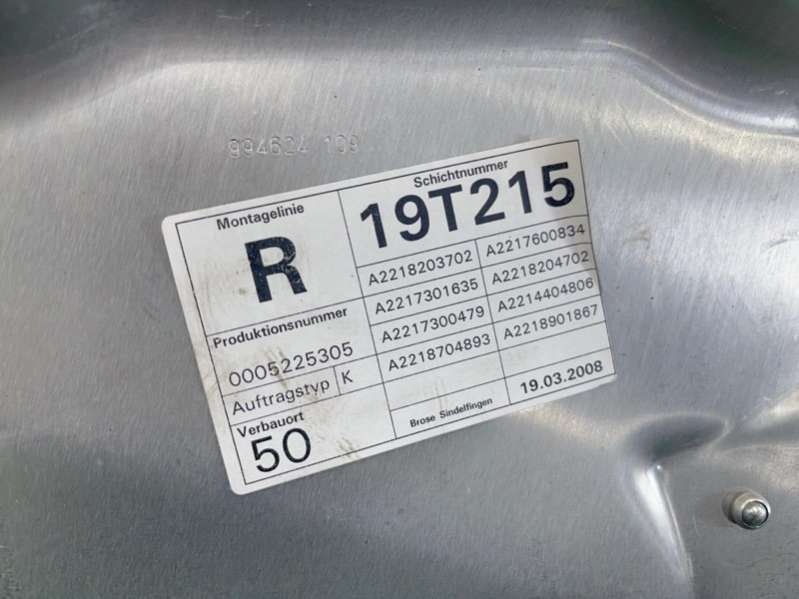 994624 109
Montagelinie
R
Schichtnummer
19T215
Produktionsnummer
0005225305
Auftragstyp K
Verbauort
50
A2218203702 A2217600834
A2217301635 A2218204702
A2217300479 A2214404806
A2218704893 A2218901867
Brose Sindelfingen
19.03.2008